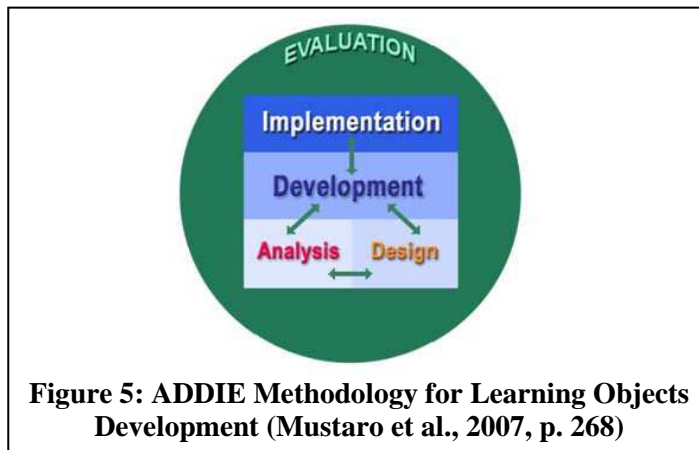 EVALUATION
Implementation
Development
Analysis Design
Figure 5: ADDIE Methodology for Learning Objects
Development (Mustaro et al., 2007, p. 268)